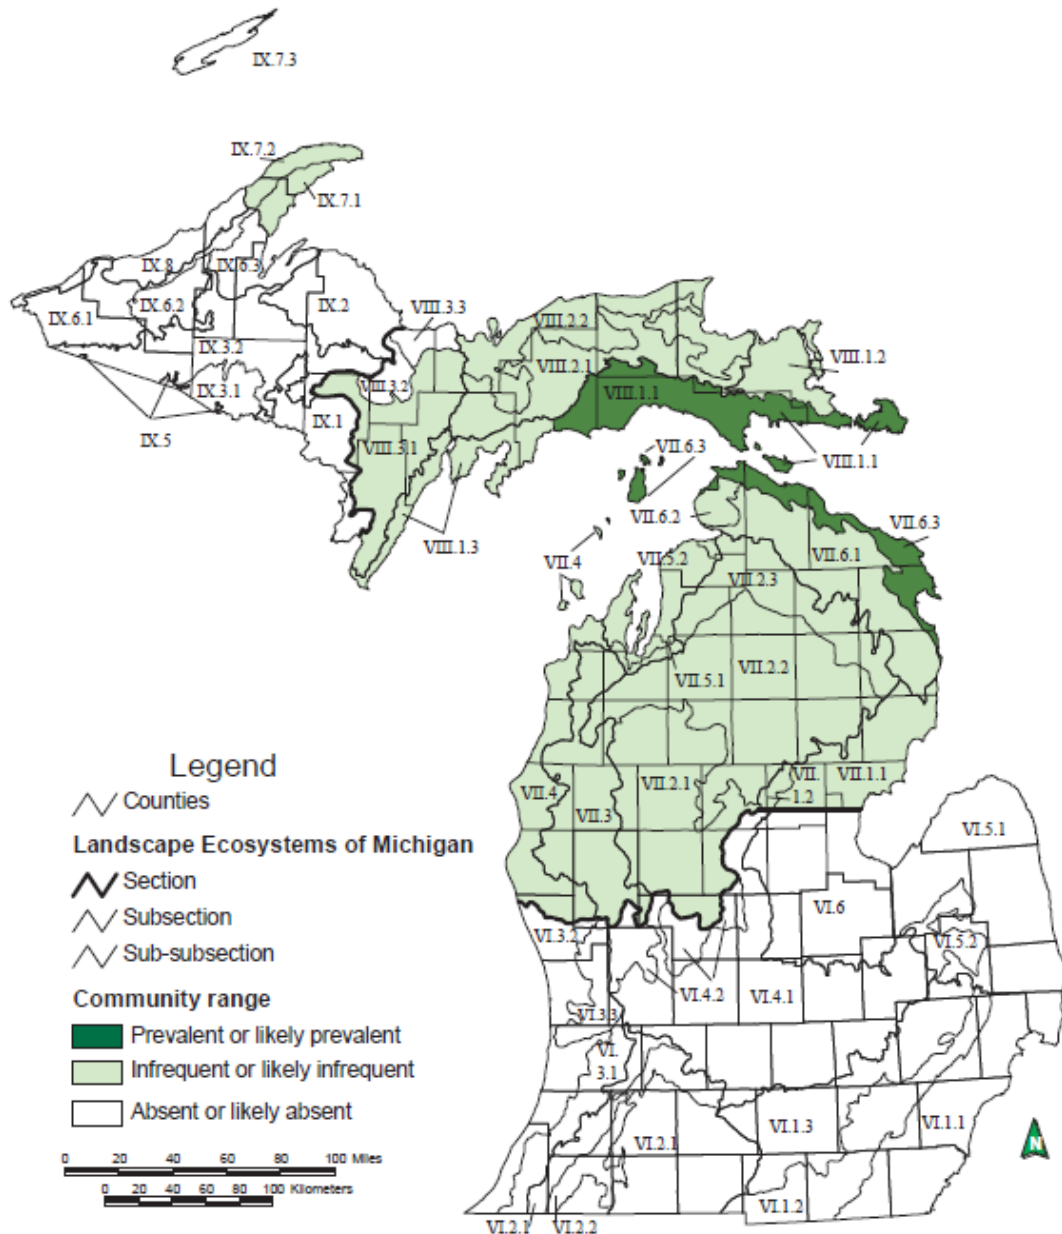 IX.7.3
IX.7.2
IX.7.1
IX.8
IX.6.3
IX.6.1
IX.6.2
IX.2
VIII.3.3
VIII.2.2
IX.3.2
VIII.2.1
VIII.1.2
IX.3.1
VIII.3.2
VIII.1.1
IX.1
IX.5
VIII.3.1
VII.6.3
VIII.1.1
VII.6.2
VII.6.3
VIII.1.3
VII.4
VII.5.2
VII.6.1
VII.2.3
VII.5.1
VII.2.2
VII.4
VII.3
VII.2.1
VII.
1.2
VII.1.1
VI.5.1
VI.6
VI.3.2
VI.5.2
VI.4.2
VI.4.1
VI.3.3
VI.
3.1
VI.2.1
VI.1.3
VI.1.1
VI.1.2
VI.2.1
VI.2.2
Legend
Counties
Landscape Ecosystems of Michigan
Section
Subsection
Sub-subsection
Community range
Prevalent or likely prevalent
Infrequent or likely infrequent
Absent or likely absent
0 20 40 60 80 100 Miles
0 20 40 60 80 100 Kilometers
N